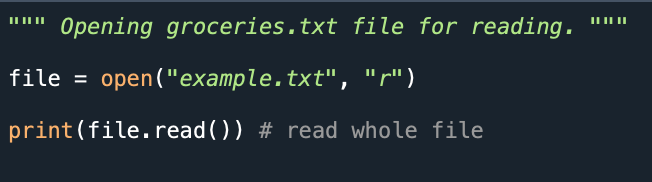 """ Opening groceries.txt file for reading. """
file = open("example.txt", "r")
print(file.read()) # read whole file